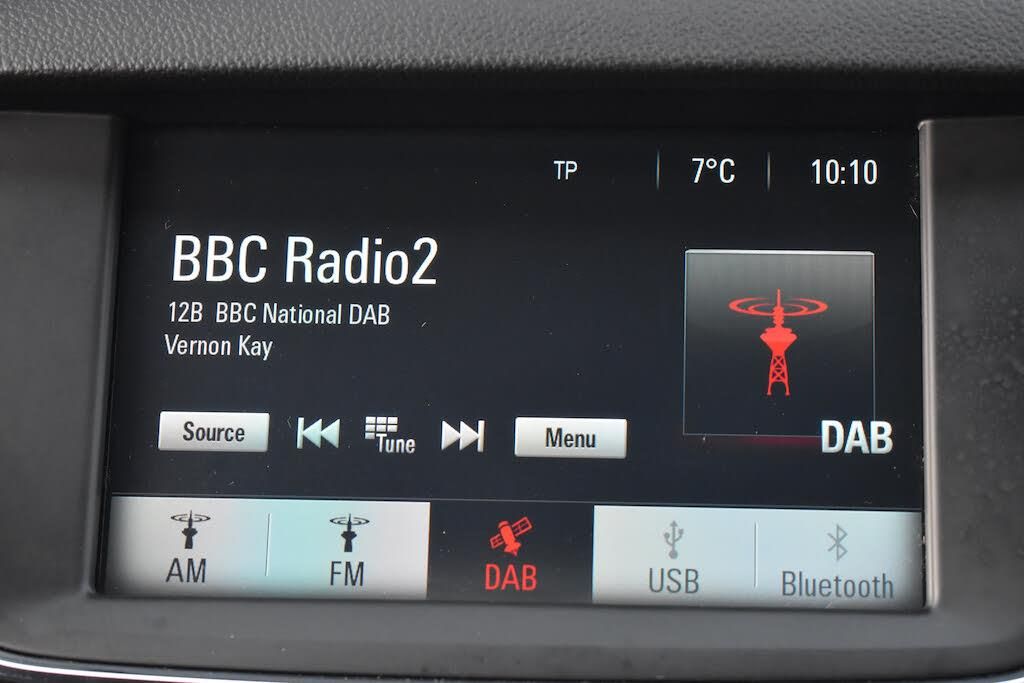 TP 7°C 10:10
BBC Radio2
12B BBC National DAB
Vernon Kay
DAB
Source Tune Menu
AM FM DAB USB Bluetooth